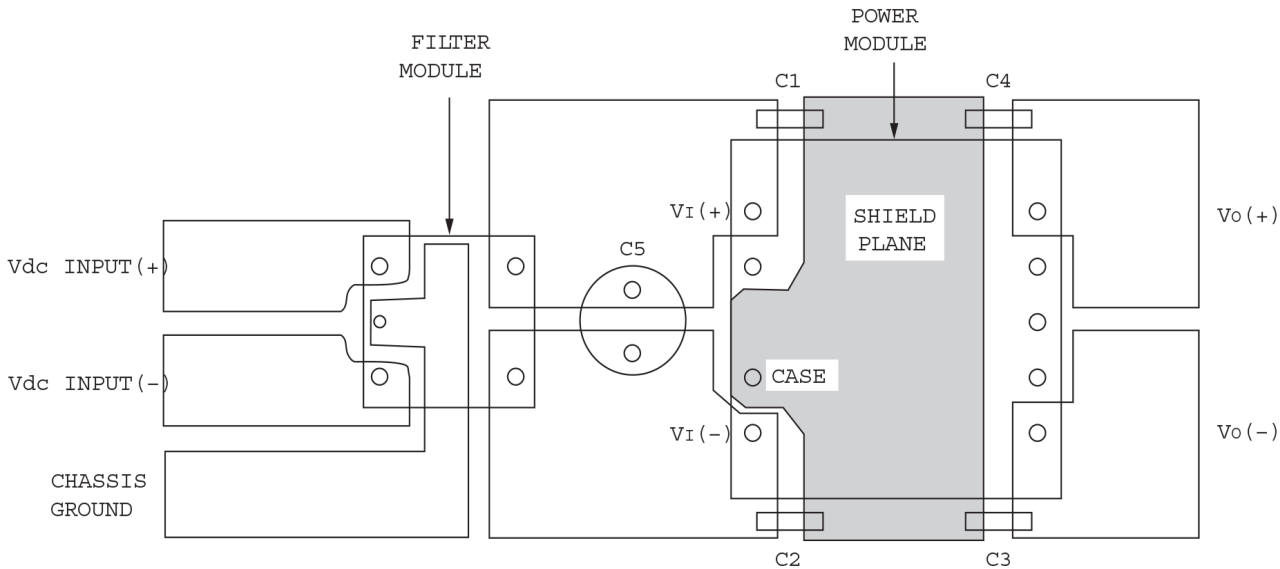 POWER
MODULE
FILTER
MODULE
C1
C4
VI(+)
SHIELD
PLANE
VO(+)
C5
Vdc INPUT(+)
Vdc INPUT(-)
CASE
VI(-)
VO(-)
CHASSIS
GROUND
C2
C3